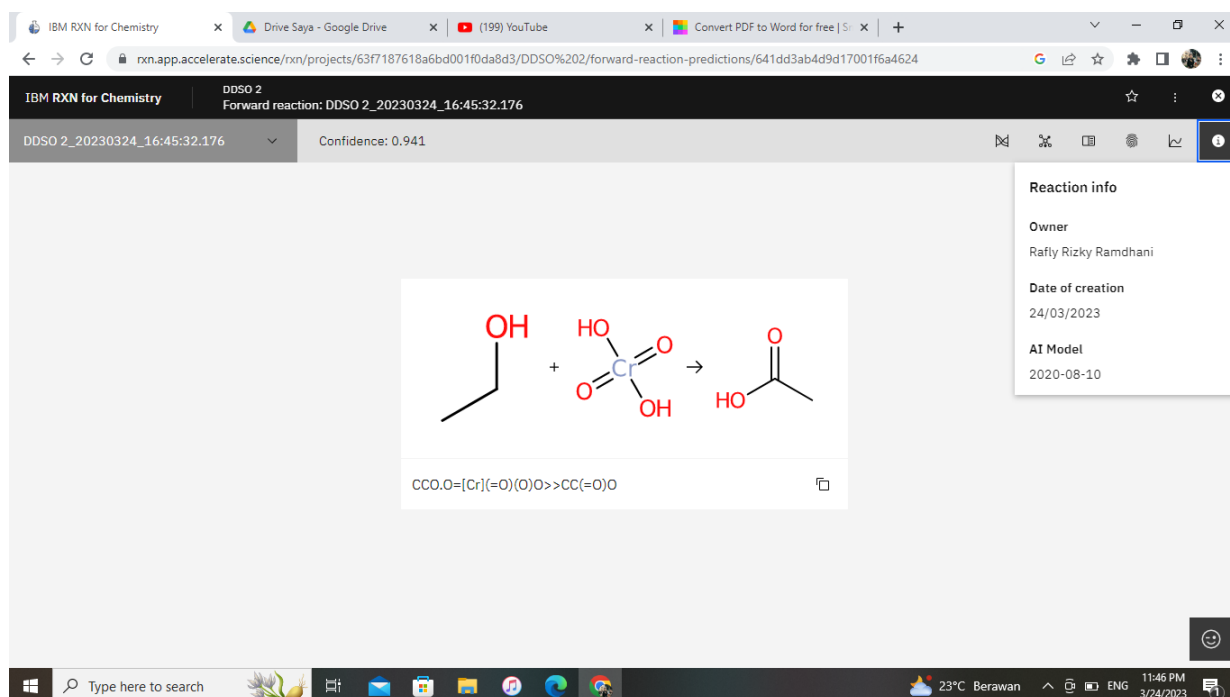 IBM RXN for Chemistry
Drive Saya - Google Drive
(199) YouTube
Convert PDF to Word for free | S
rxn.app.accelerate.science/rxn/projects/63f7187618a6bd001f0da8d3/DDSO%202/forward-reaction-predictions/641dd3ab4d9d17001f6a4624
IBM RXN for Chemistry
DDSO 2
Forward reaction: DDSO 2_20230324_16:45:32.176
DDSO 2_20230324_16:45:32.176
Confidence: 0.941
Reaction info
Owner
Rafly Rizky Ramdhani
Date of creation
24/03/2023
AI Model
2020-08-10
OH
+
HO
O
Cr
O
OH
→
O
HO
CCO.O=[Cr](=O)(O)O>>CC(=O)O
Type here to search
23°C Berawan
ENG
11:46 PM
3/24/2023